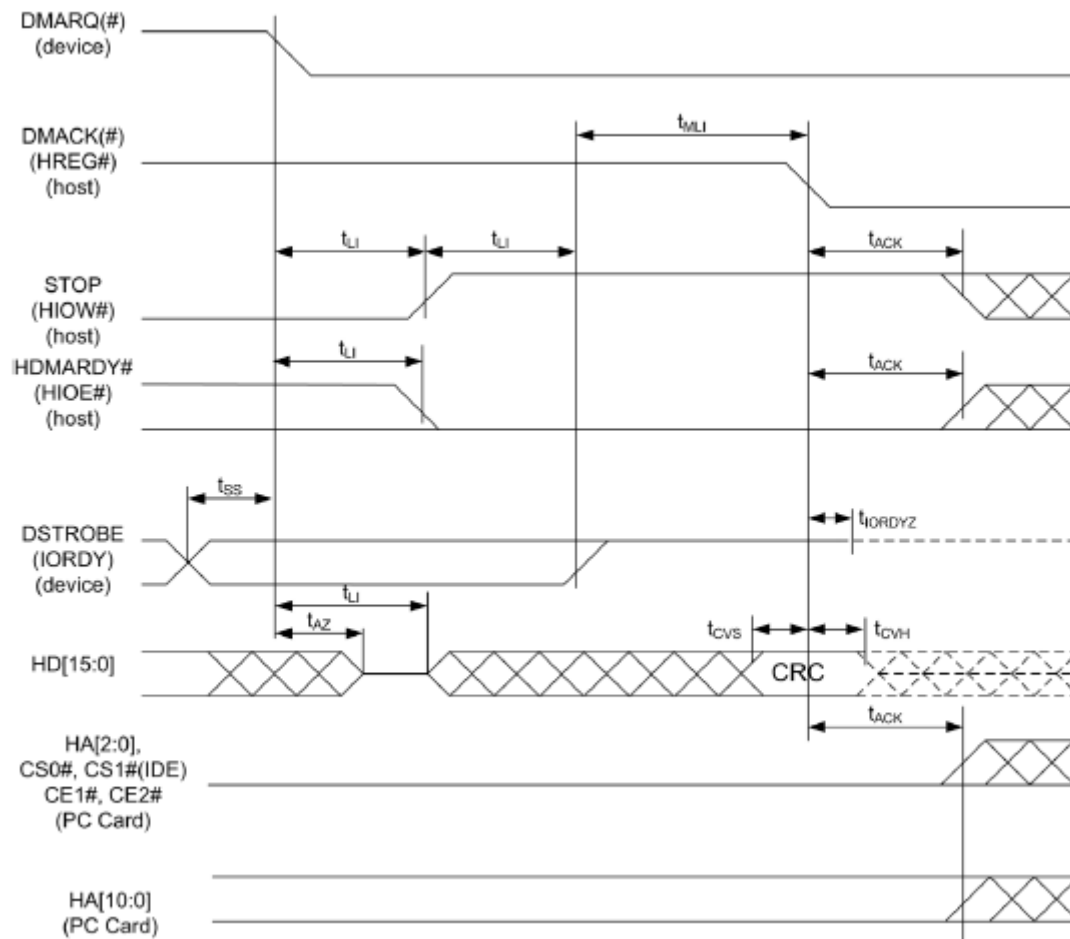 DMARQ(#)
(device)
DMACK(#)
(HREG#)
(host)
tMLI
tLI
tLI
tACK
STOP
(HIOW#)
(host)
tLI
tACK
HDMARDY#
(HIOE#)
(host)
tSS
tIORDYZ
DSTROBE
(IORDY)
(device)
tLI
tAZ
tCVS
tCVH
HD[15:0]
CRC
tACK
HA[2:0],
CS0#, CS1#(IDE)
CE1#, CE2#
(PC Card)
HA[10:0]
(PC Card)